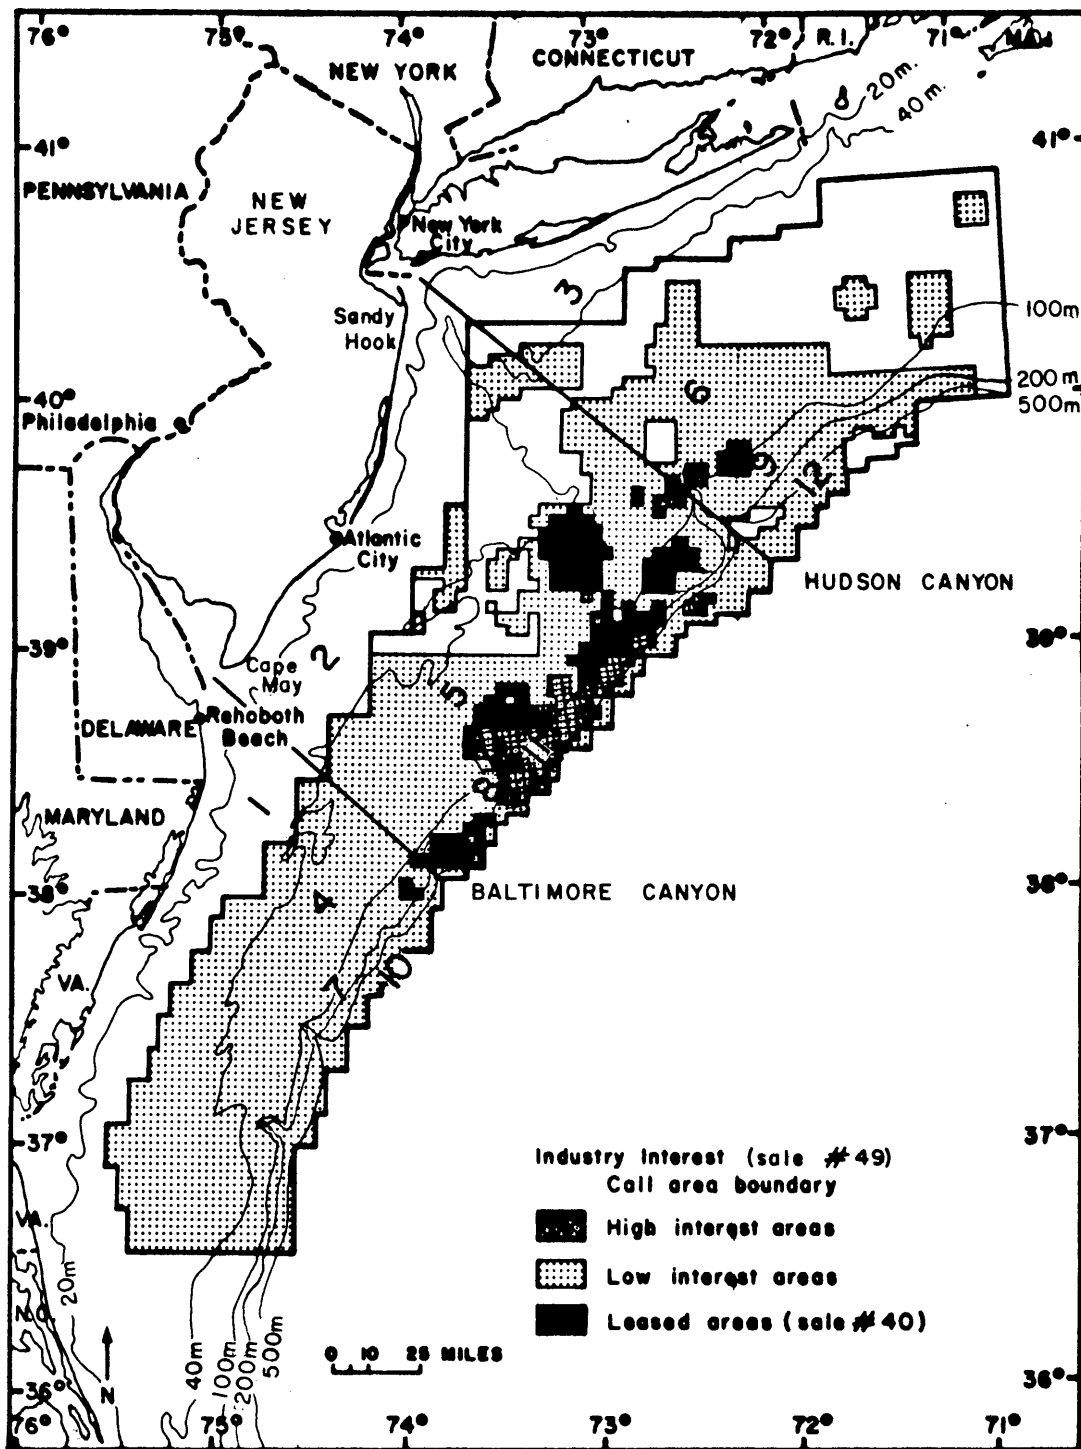 76°
75°
74°
73°
72°
R.I.
71°
MA.
NEW YORK
CONNECTICUT
20m.
40m.
41°
41°
PENNSYLVANIA
NEW
JERSEY
New York
City
3
Sandy
Hook
100m
200m
500m
40°
Philadelphia
6
9
12
Atlantic
City
HUDSON CANYON
39°
39°
Cape
May
2
5
Rehoboth
Beach
DELAWARE
8
MARYLAND
38°
38°
BALTIMORE CANYON
4
VA.
7
10
37°
37°
Industry Interest (sale #49)
Call area boundary
High interest areas
Low interest areas
Leased areas (sale #40)
VA.
20m
N.C.
40m
100m
200m
500m
0 10 25 MILES
N
36°
36°
76°
75°
74°
73°
72°
71°